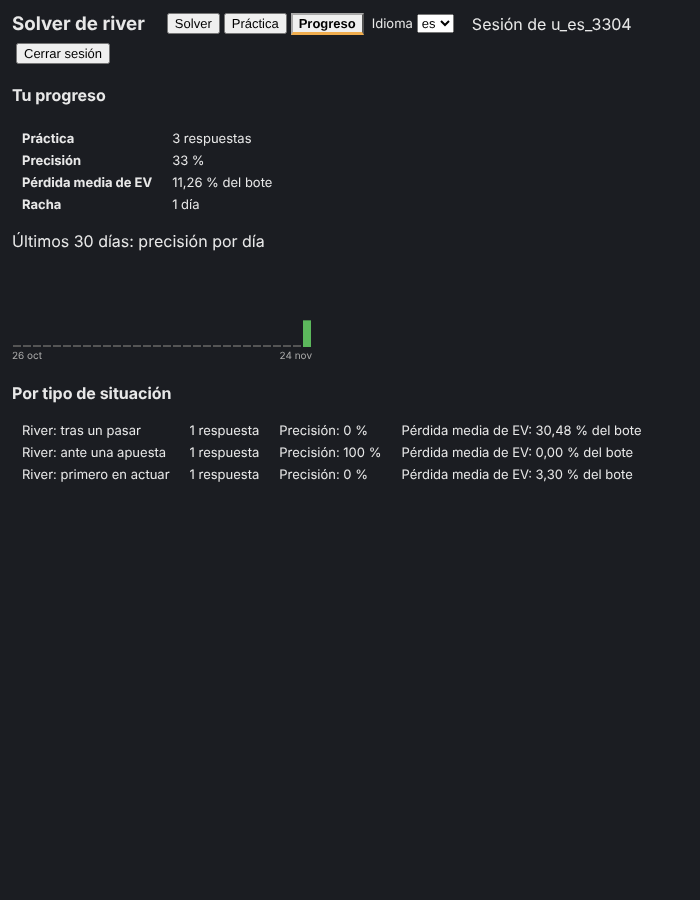 Solver de river Solver Práctica Progreso Idioma es Sesión de u_es_3304
Cerrar sesión
Tu progreso
Práctica 3 respuestas
Precisión 33 %
Pérdida media de EV 11,26 % del bote
Racha 1 día
Últimos 30 días: precisión por día
26 oct 24 nov
Por tipo de situación
River: tras un pasar 1 respuesta Precisión: 0 % Pérdida media de EV: 30,48 % del bote
River: ante una apuesta 1 respuesta Precisión: 100 % Pérdida media de EV: 0,00 % del bote
River: primero en actuar 1 respuesta Precisión: 0 % Pérdida media de EV: 3,30 % del bote